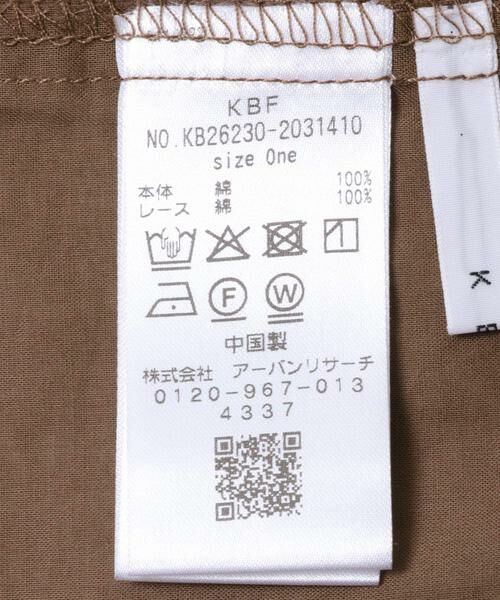 KBF
NO.KB26230-2031410
size One
本体 綿 100%
レース 綿 100%
F W
中国製
株式会社 アーバンリサーチ
0120-967-013
4337
K